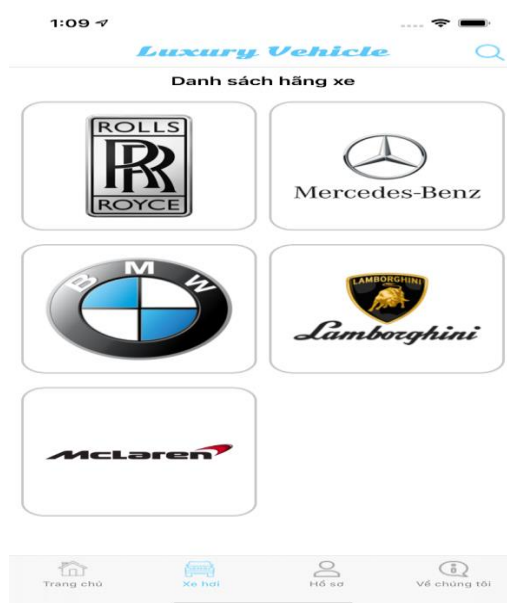 1:09
Luxury Vehicle
Danh sách hãng xe
ROLLS
RR
ROYCE
Mercedes-Benz
BMW
LAMBORGHINI
Lamborghini
McLaren
Trang chủ
Xe hơi
Hồ sơ
Về chúng tôi